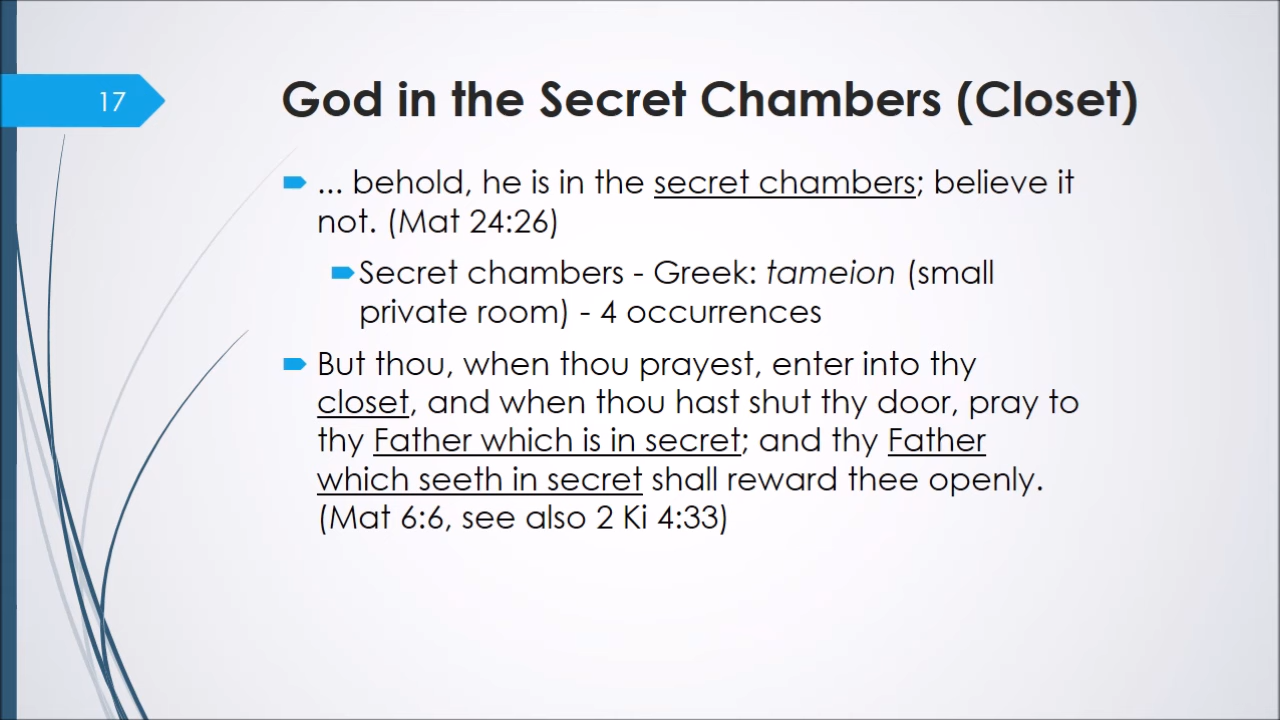 17
God in the Secret Chambers (Closet)
... behold, he is in the secret chambers; believe it
not. (Mat 24:26)
Secret chambers - Greek: tameion (small
private room) - 4 occurrences
But thou, when thou prayest, enter into thy
closet, and when thou hast shut thy door, pray to
thy Father which is in secret; and thy Father
which seeth in secret shall reward thee openly.
(Mat 6:6, see also 2 Ki 4:33)